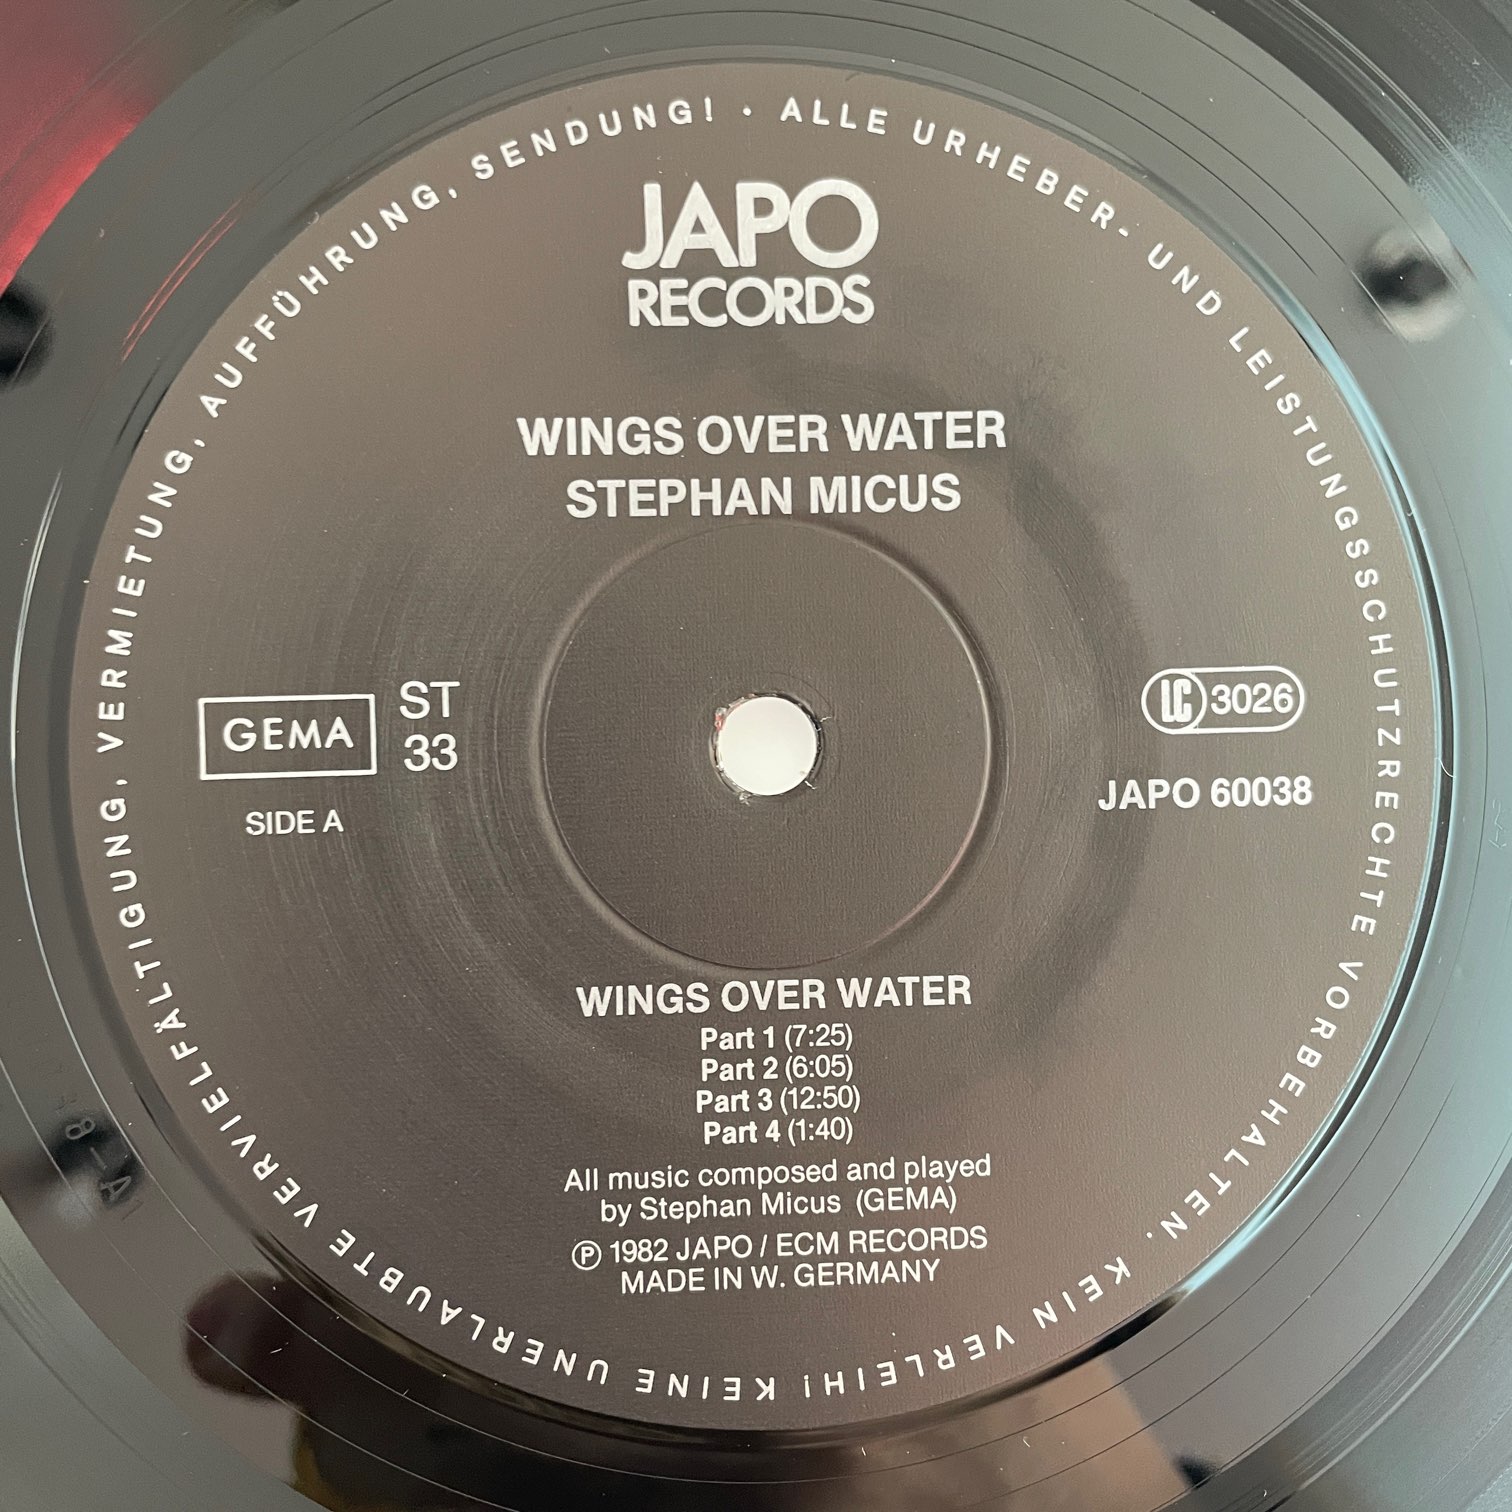 ALLE URHEBER- UND LEISTUNGSSCHUTZRECHTE VORBEHALTEN. KEIN VERLEIH! KEINE UNERLAUBTE VERVIELFÄLTIGUNG, VERMIETUNG, AUFFÜHRUNG, SENDUNG! •
JAPO
RECORDS
WINGS OVER WATER
STEPHAN MICUS
GEMA
ST
33
SIDE A
LC 3026
JAPO 60038
WINGS OVER WATER
Part 1 (7:25)
Part 2 (6:05)
Part 3 (12:50)
Part 4 (1:40)
All music composed and played
by Stephan Micus (GEMA)
Ⓟ 1982 JAPO / ECM RECORDS
MADE IN W. GERMANY